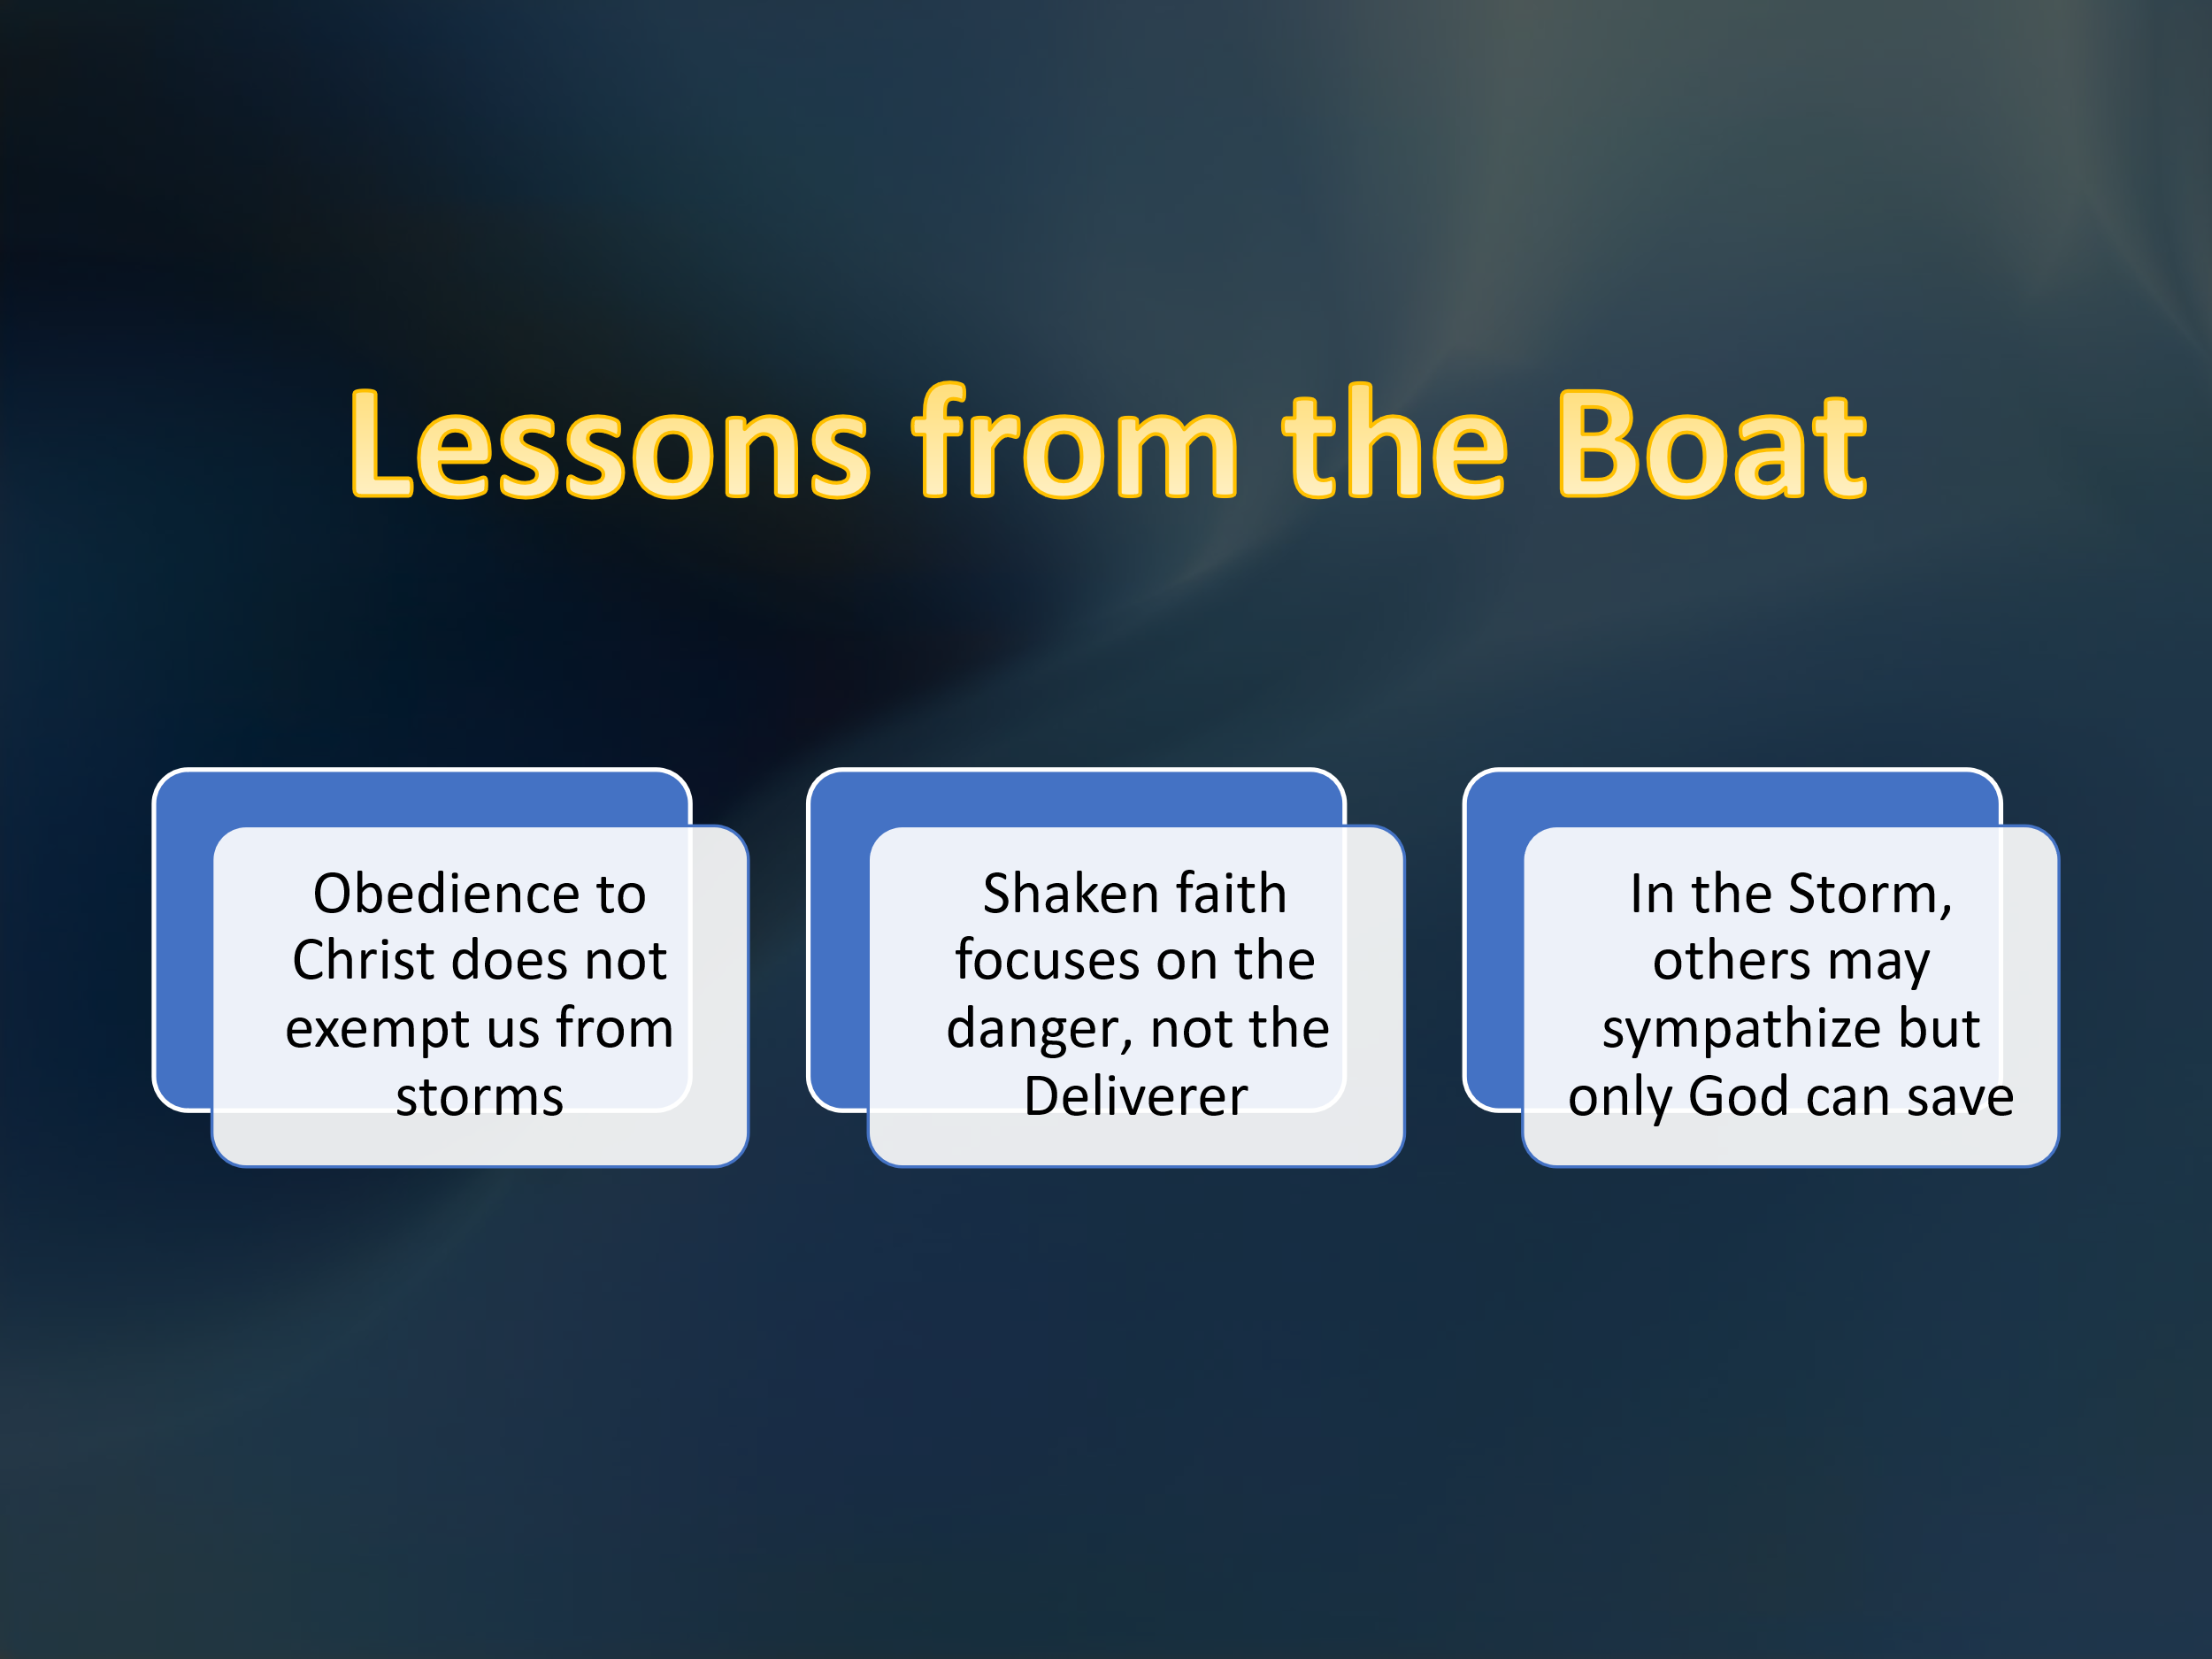 Lessons from the Boat
Obedience to
Christ does not
exempt us from
storms
Shaken faith
focuses on the
danger, not the
Deliverer
In the Storm,
others may
sympathize but
only God can save